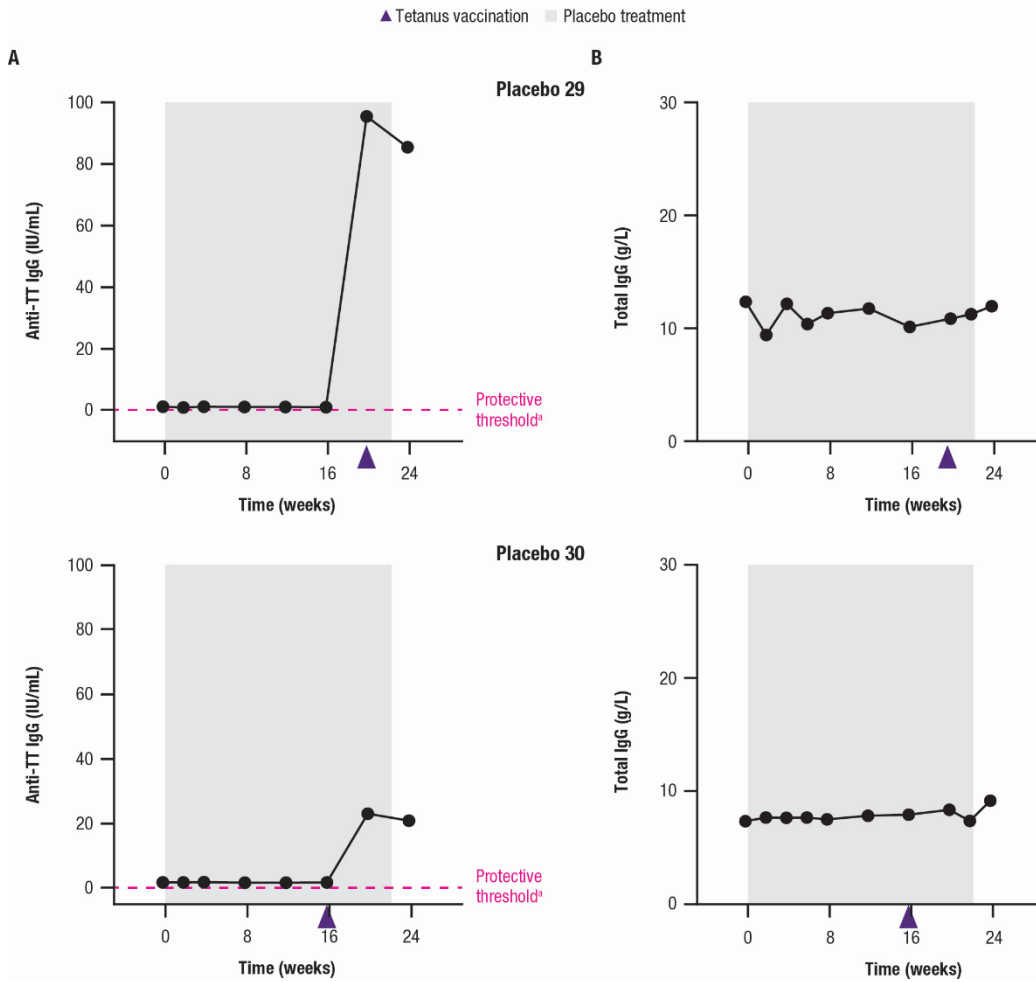 Tetanus vaccination Placebo treatment
A
B
Placebo 29
100
80
60
40
20
0
Anti-TT IgG (IU/mL)
Protective
thresholdᵃ
0 8 16 24
Time (weeks)
30
20
10
0
Total IgG (g/L)
0 8 16 24
Time (weeks)
Placebo 30
100
80
60
40
20
0
Anti-TT IgG (IU/mL)
Protective
thresholdᵃ
0 8 16 24
Time (weeks)
30
20
10
0
Total IgG (g/L)
0 8 16 24
Time (weeks)